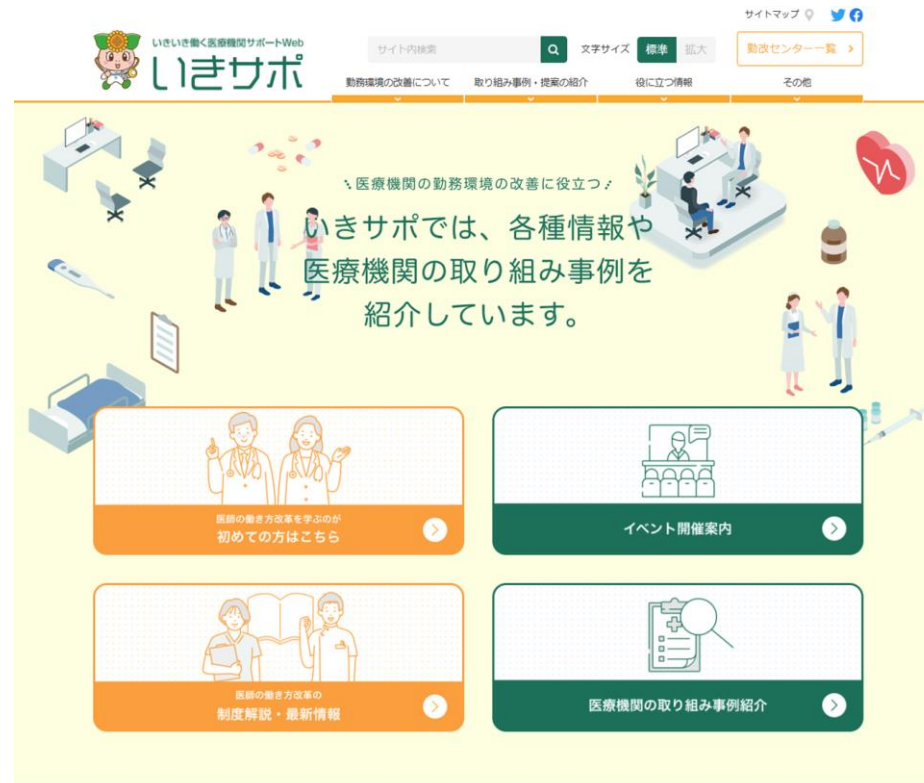 サイトマップ
いきいき働く医療機関サポートWeb
いきサポ
サイト内検索
文字サイズ 標準 拡大
勤改センター一覧
勤務環境の改善について 取り組み事例・提案の紹介 役に立つ情報 その他
医療機関の勤務環境の改善に役立つ
いきサポでは、各種情報や
医療機関の取り組み事例を
紹介しています。
医師の働き方改革を学ぶのが
初めての方はこちら
イベント開催案内
医師の働き方改革の
制度解説・最新情報
医療機関の取り組み事例紹介